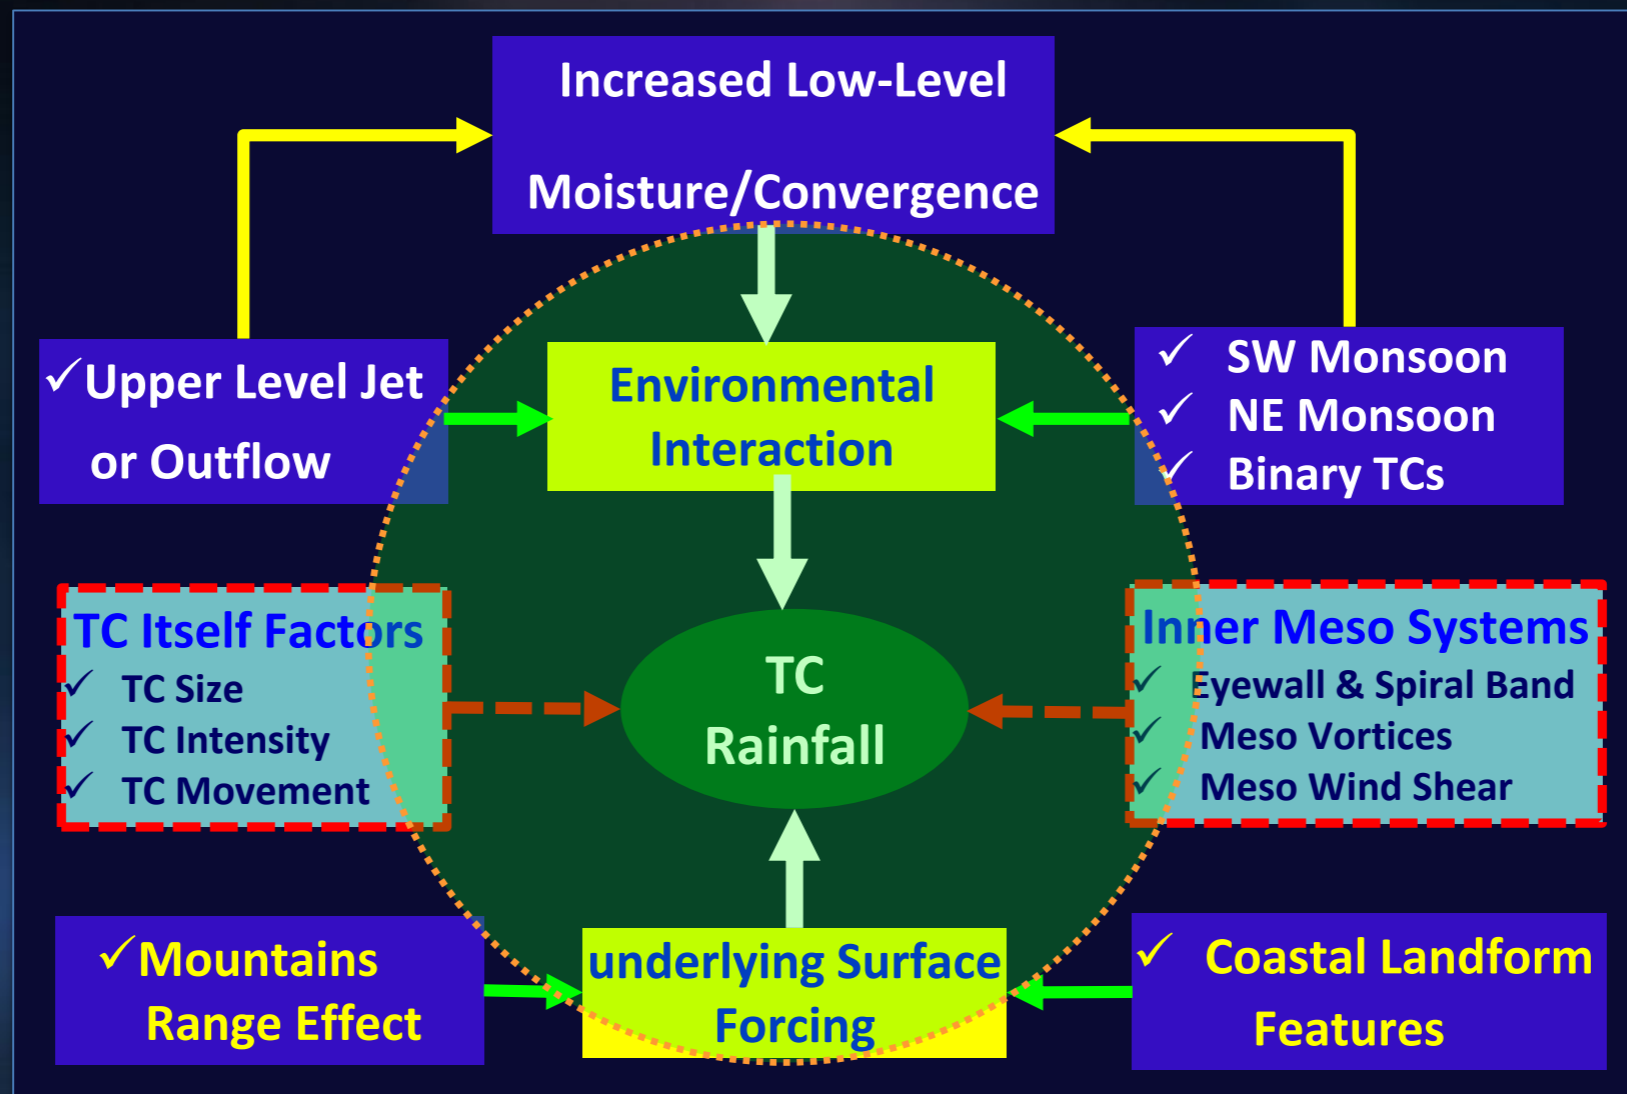 Increased Low-Level
Moisture/Convergence
✓Upper Level Jet
or Outflow
Environmental
Interaction
✓ SW Monsoon
✓ NE Monsoon
✓ Binary TCs
TC Itself Factors
✓ TC Size
✓ TC Intensity
✓ TC Movement
TC
Rainfall
Inner Meso Systems
✓ Eyewall & Spiral Band
✓ Meso Vortices
✓ Meso Wind Shear
✓Mountains
Range Effect
underlying Surface
Forcing
✓ Coastal Landform
Features